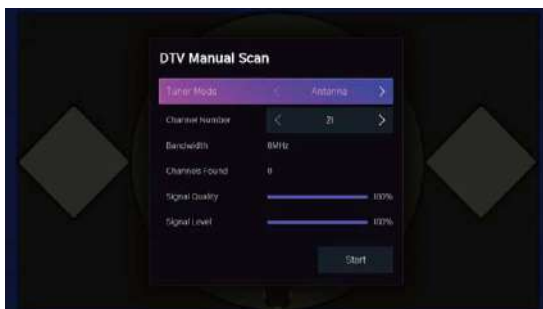 DTV Manual Scan
Tuner Mode < Antenna >
Channel Number < 21 >
Bandwidth 8MHz
Channels Found 0
Signal Quality 100%
Signal Level 100%
Start